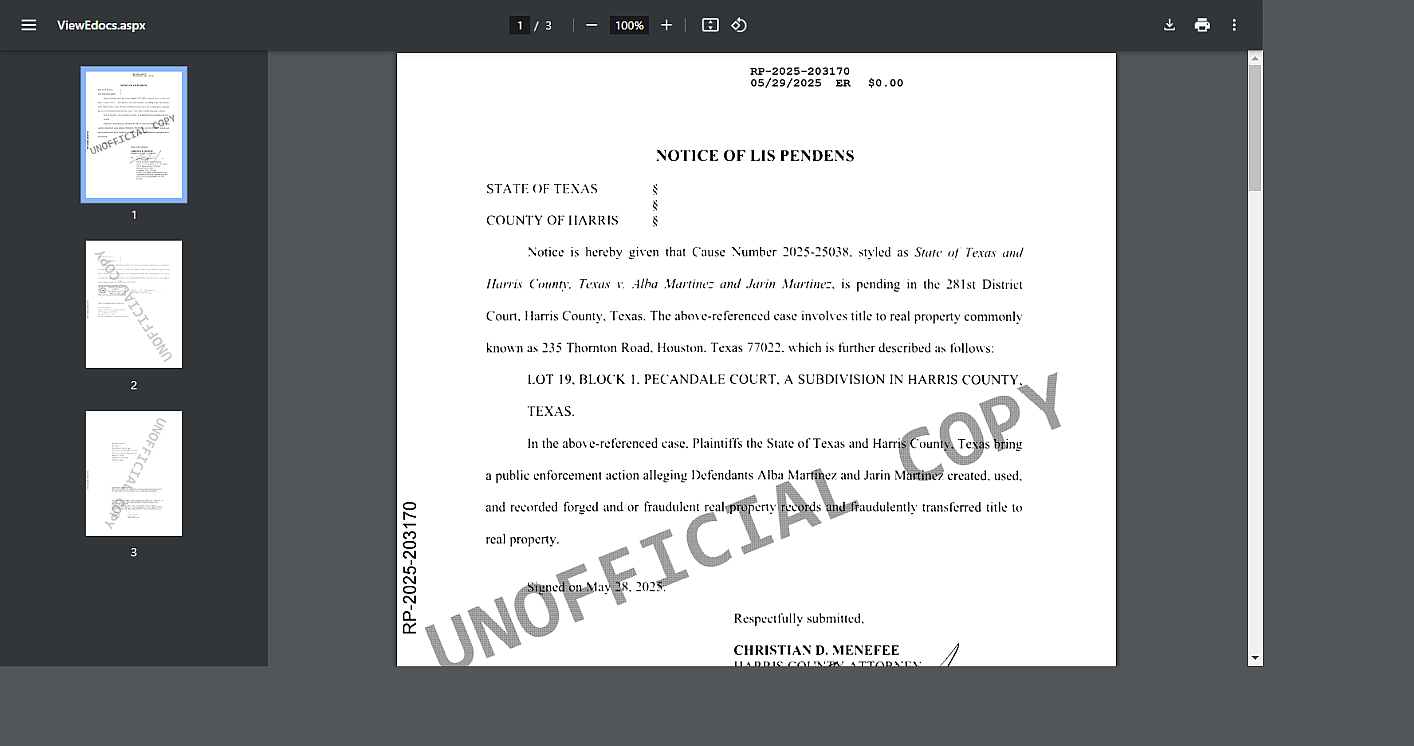 ViewEdocs.aspx
1 / 3
100%
1
2
3
UNOFFICIAL COPY
UNOFFICIAL COPY
UNOFFICIAL COPY
RP-2025-203170
05/29/2025 ER $0.00
NOTICE OF LIS PENDENS
STATE OF TEXAS §
§
COUNTY OF HARRIS §
Notice is hereby given that Cause Number 2025-25038, styled as State of Texas and
Harris County, Texas v. Alba Martinez and Jarin Martinez, is pending in the 281st District
Court, Harris County, Texas. The above-referenced case involves title to real property commonly
known as 235 Thornton Road, Houston, Texas 77022, which is further described as follows:
LOT 19, BLOCK 1, PECANDALE COURT, A SUBDIVISION IN HARRIS COUNTY,
TEXAS.
In the above-referenced case, Plaintiffs the State of Texas and Harris County, Texas bring
a public enforcement action alleging Defendants Alba Martinez and Jarin Martinez created, used,
and recorded forged and or fraudulent real property records and fraudulently transferred title to
real property.
Signed on May 28, 2025.
Respectfully submitted,
CHRISTIAN D. MENEFEE
HARRIS COUNTY ATTORNEY
RP-2025-203170
UNOFFICIAL COPY